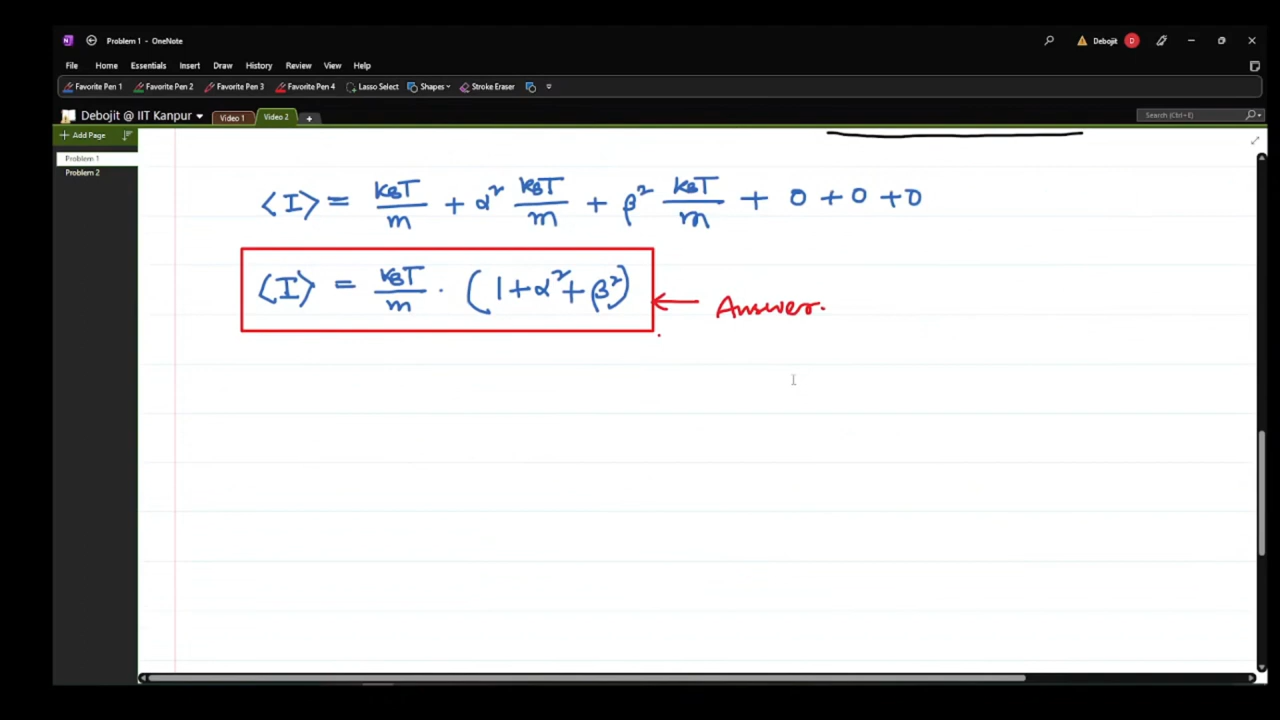 Problem 1 - OneNote
Debojit D
File Home Essentials Insert Draw History Review View Help
Favorite Pen 1 Favorite Pen 2 Favorite Pen 3 Favorite Pen 4 Lasso Select Shapes Stroke Eraser
Debojit @ IIT Kanpur Video 1 Video 2 + Search (Ctrl+E)
+ Add Page
Problem 1
Problem 2
⟨I⟩ = k_BT/m + α² k_BT/m + β² k_BT/m + 0 + 0 + 0
⟨I⟩ = k_BT/m · (1 + α² + β²) ← Answer.